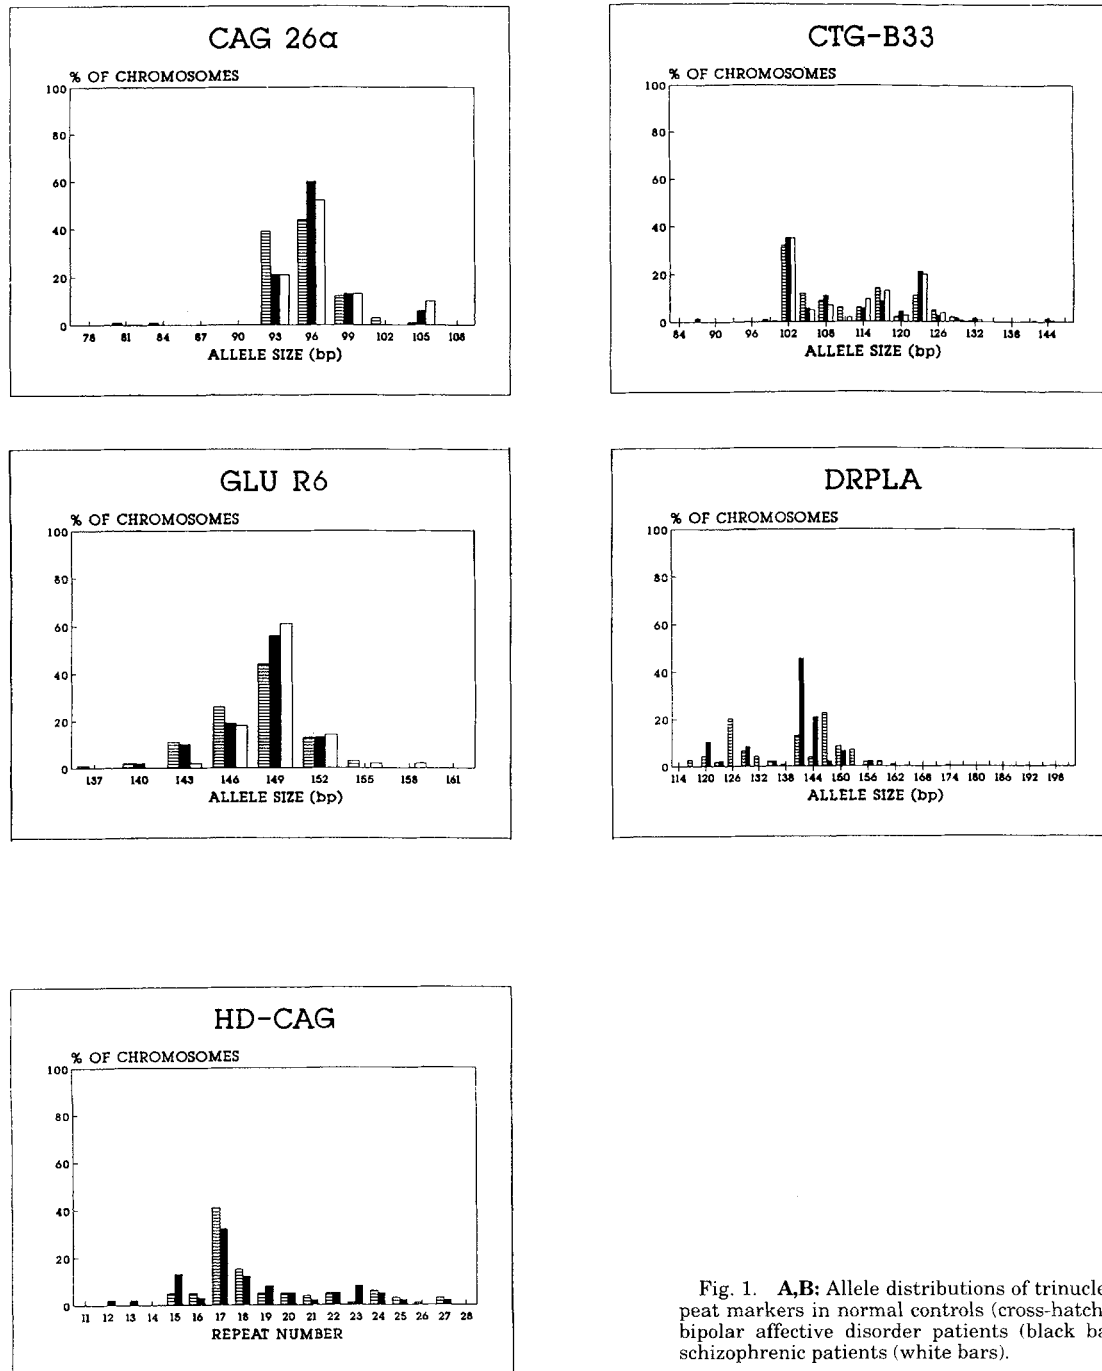 CAG 26α
% OF CHROMOSOMES
100
80
60
40
20
0
78 81 84 87 90 93 96 99 102 105 108
ALLELE SIZE (bp)
CTG-B33
% OF CHROMOSOMES
100
80
60
40
20
0
84 90 96 102 108 114 120 126 132 138 144
ALLELE SIZE (bp)
GLU R6
% OF CHROMOSOMES
100
80
60
40
20
0
137 140 143 146 149 152 155 158 161
ALLELE SIZE (bp)
DRPLA
% OF CHROMOSOMES
100
80
60
40
20
0
114 120 126 132 138 144 150 156 162 168 174 180 186 192 198
ALLELE SIZE (bp)
HD-CAG
% OF CHROMOSOMES
100
80
60
40
20
0
11 12 13 14 15 16 17 18 19 20 21 22 23 24 25 26 27 28
REPEAT NUMBER
Fig. 1. A,B: Allele distributions of trinucle
peat markers in normal controls (cross-hatch
bipolar affective disorder patients (black ba
schizophrenic patients (white bars).